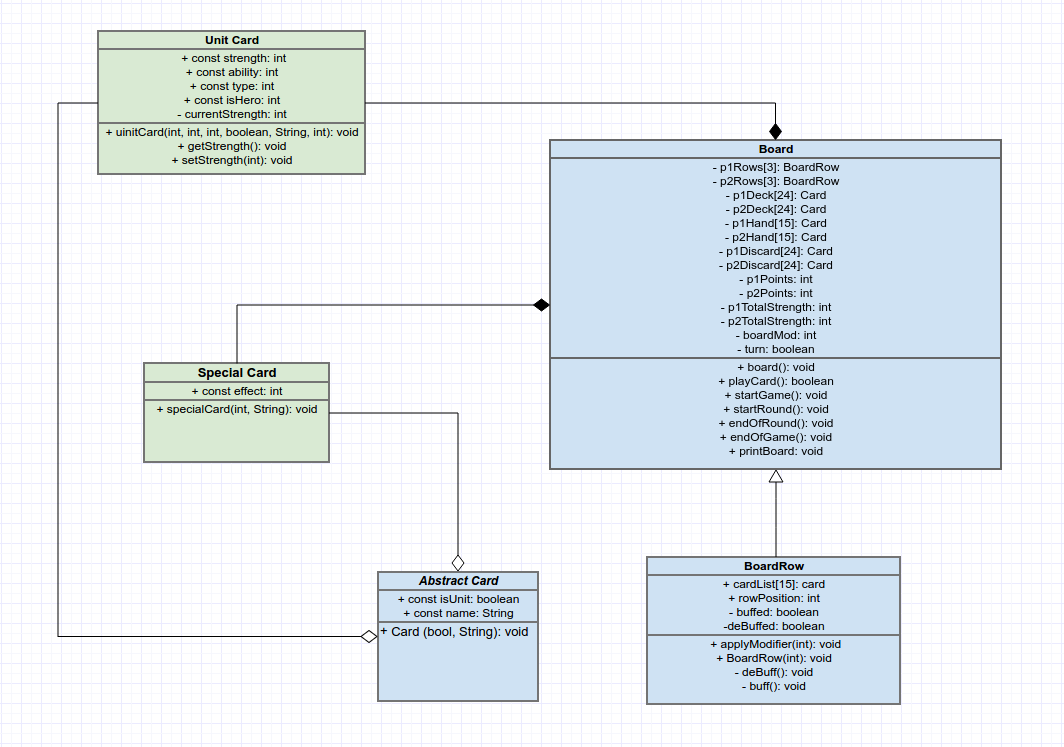 Unit Card
+ const strength: int
+ const ability: int
+ const type: int
+ const isHero: int
- currentStrength: int
+ uinitCard(int, int, int, boolean, String, int): void
+ getStrength(): void
+ setStrength(int): void
Board
- p1Rows[3]: BoardRow
- p2Rows[3]: BoardRow
- p1Deck[24]: Card
- p2Deck[24]: Card
- p1Hand[15]: Card
- p2Hand[15]: Card
- p1Discard[24]: Card
- p2Discard[24]: Card
- p1Points: int
- p2Points: int
- p1TotalStrength: int
- p2TotalStrength: int
- boardMod: int
- turn: boolean
+ board(): void
+ playCard(): boolean
+ startGame(): void
+ startRound(): void
+ endOfRound(): void
+ endOfGame(): void
+ printBoard: void
Special Card
+ const effect: int
+ specialCard(int, String): void
Abstract Card
+ const isUnit: boolean
+ const name: String
+ Card (bool, String): void
BoardRow
+ cardList[15]: card
+ rowPosition: int
- buffed: boolean
-deBuffed: boolean
+ applyModifier(int): void
+ BoardRow(int): void
- deBuff(): void
- buff(): void